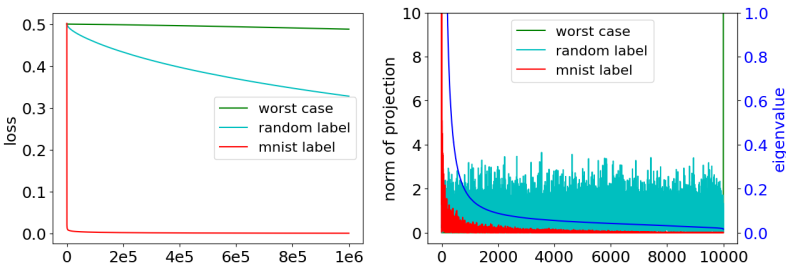 loss
0.5
0.4
0.3
0.2
0.1
0.0
worst case
random label
mnist label
0 2e5 4e5 6e5 8e5 1e6
norm of projection
10
8
6
4
2
0
worst case
random label
mnist label
0 2000 4000 6000 8000 10000
1.0
0.8
0.6
0.4
0.2
0.0
eigenvalue